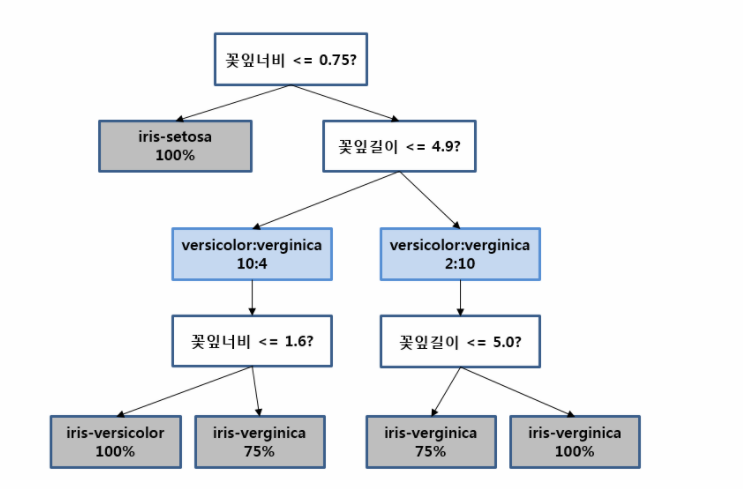 꽃잎너비 <= 0.75?
iris-setosa
100%
꽃잎길이 <= 4.9?
versicolor:verginica
10:4
versicolor:verginica
2:10
꽃잎너비 <= 1.6?
꽃잎길이 <= 5.0?
iris-versicolor
100%
iris-verginica
75%
iris-verginica
75%
iris-verginica
100%